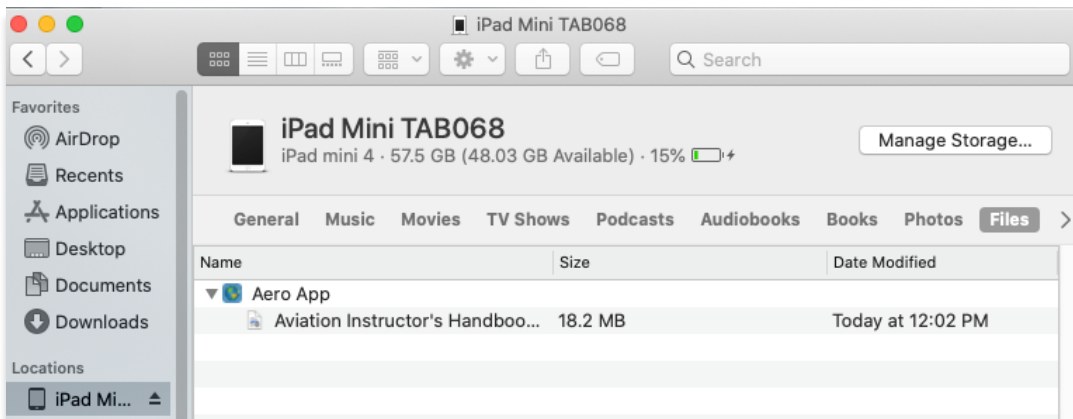 iPad Mini TAB068
Search
Favorites
AirDrop
Recents
Applications
Desktop
Documents
Downloads
Locations
iPad Mi...
iPad Mini TAB068
iPad mini 4 · 57.5 GB (48.03 GB Available) · 15%
Manage Storage...
General Music Movies TV Shows Podcasts Audiobooks Books Photos Files
Name Size Date Modified
Aero App
Aviation Instructor's Handboo... 18.2 MB Today at 12:02 PM